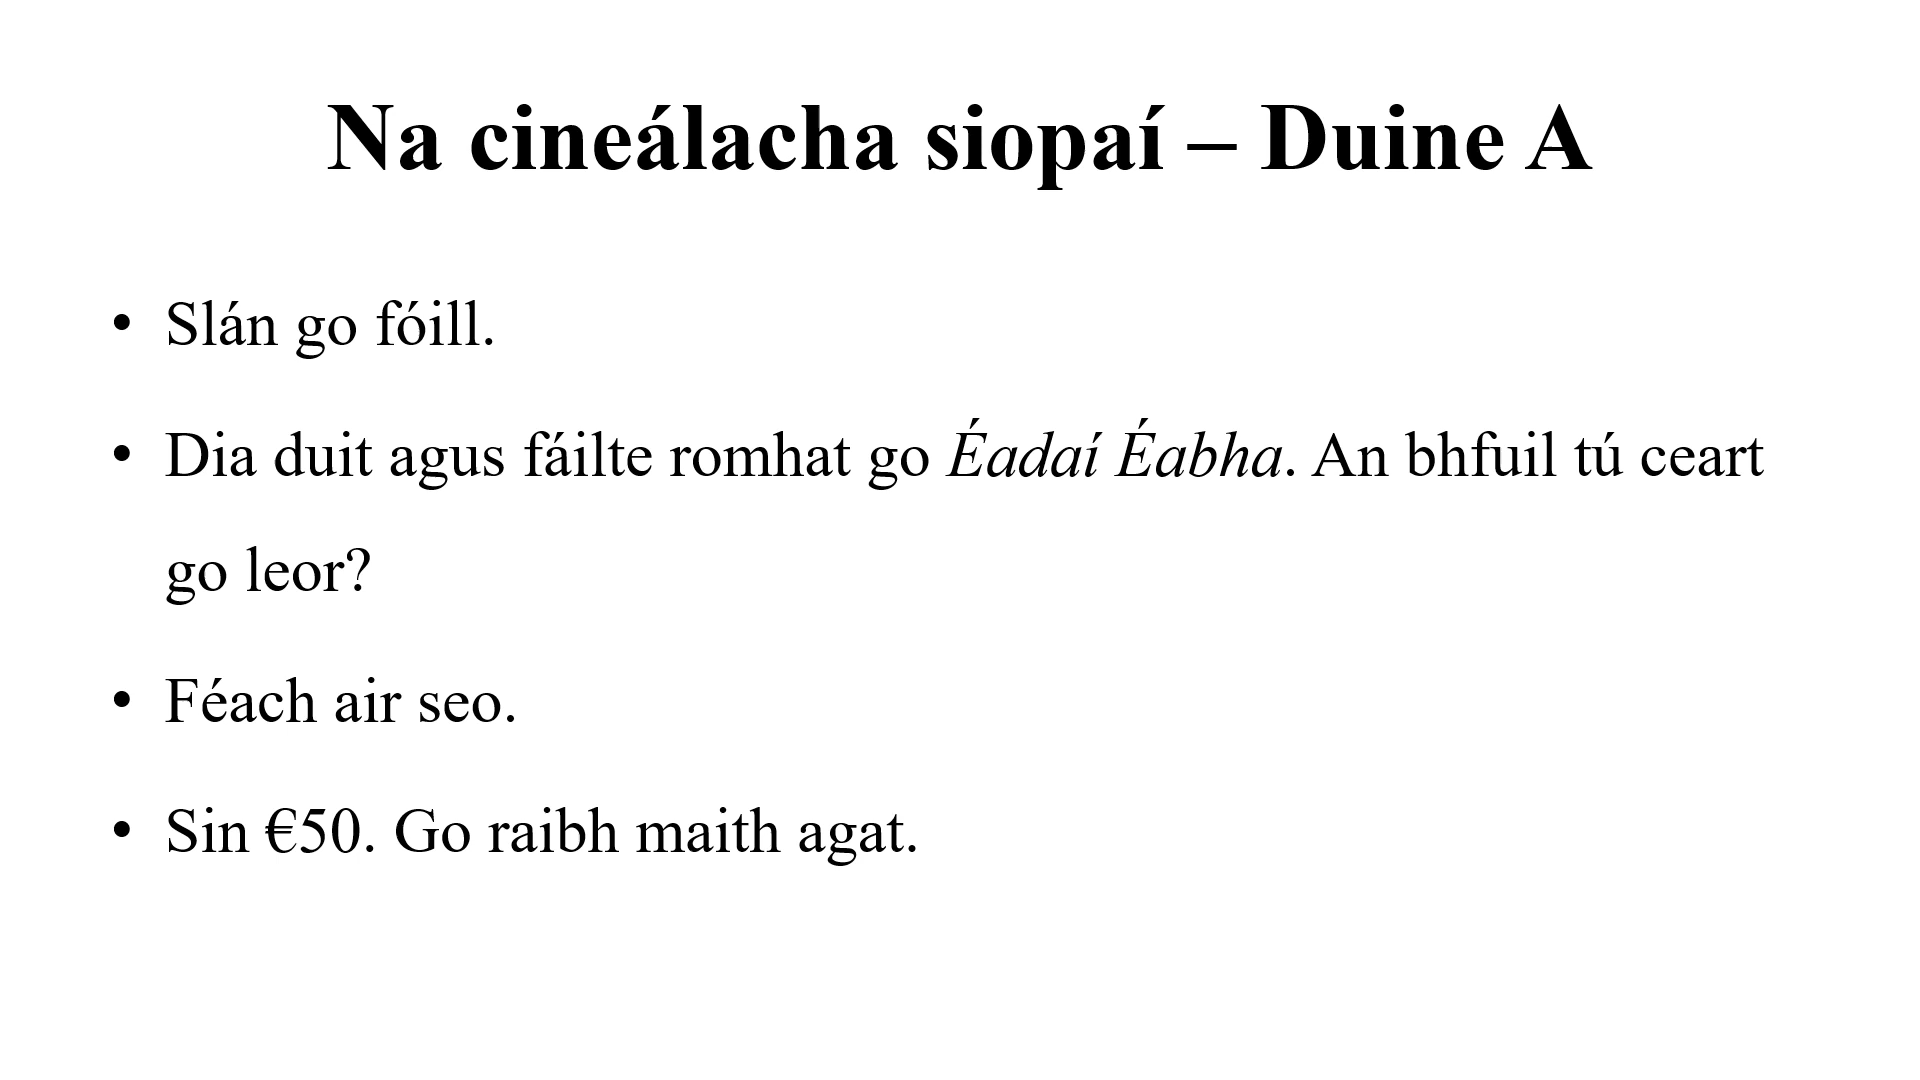 Na cineálacha siopaí – Duine A
• Slán go fóill.
• Dia duit agus fáilte romhat go Éadaí Éabha. An bhfuil tú ceart
go leor?
• Féach air seo.
• Sin €50. Go raibh maith agat.